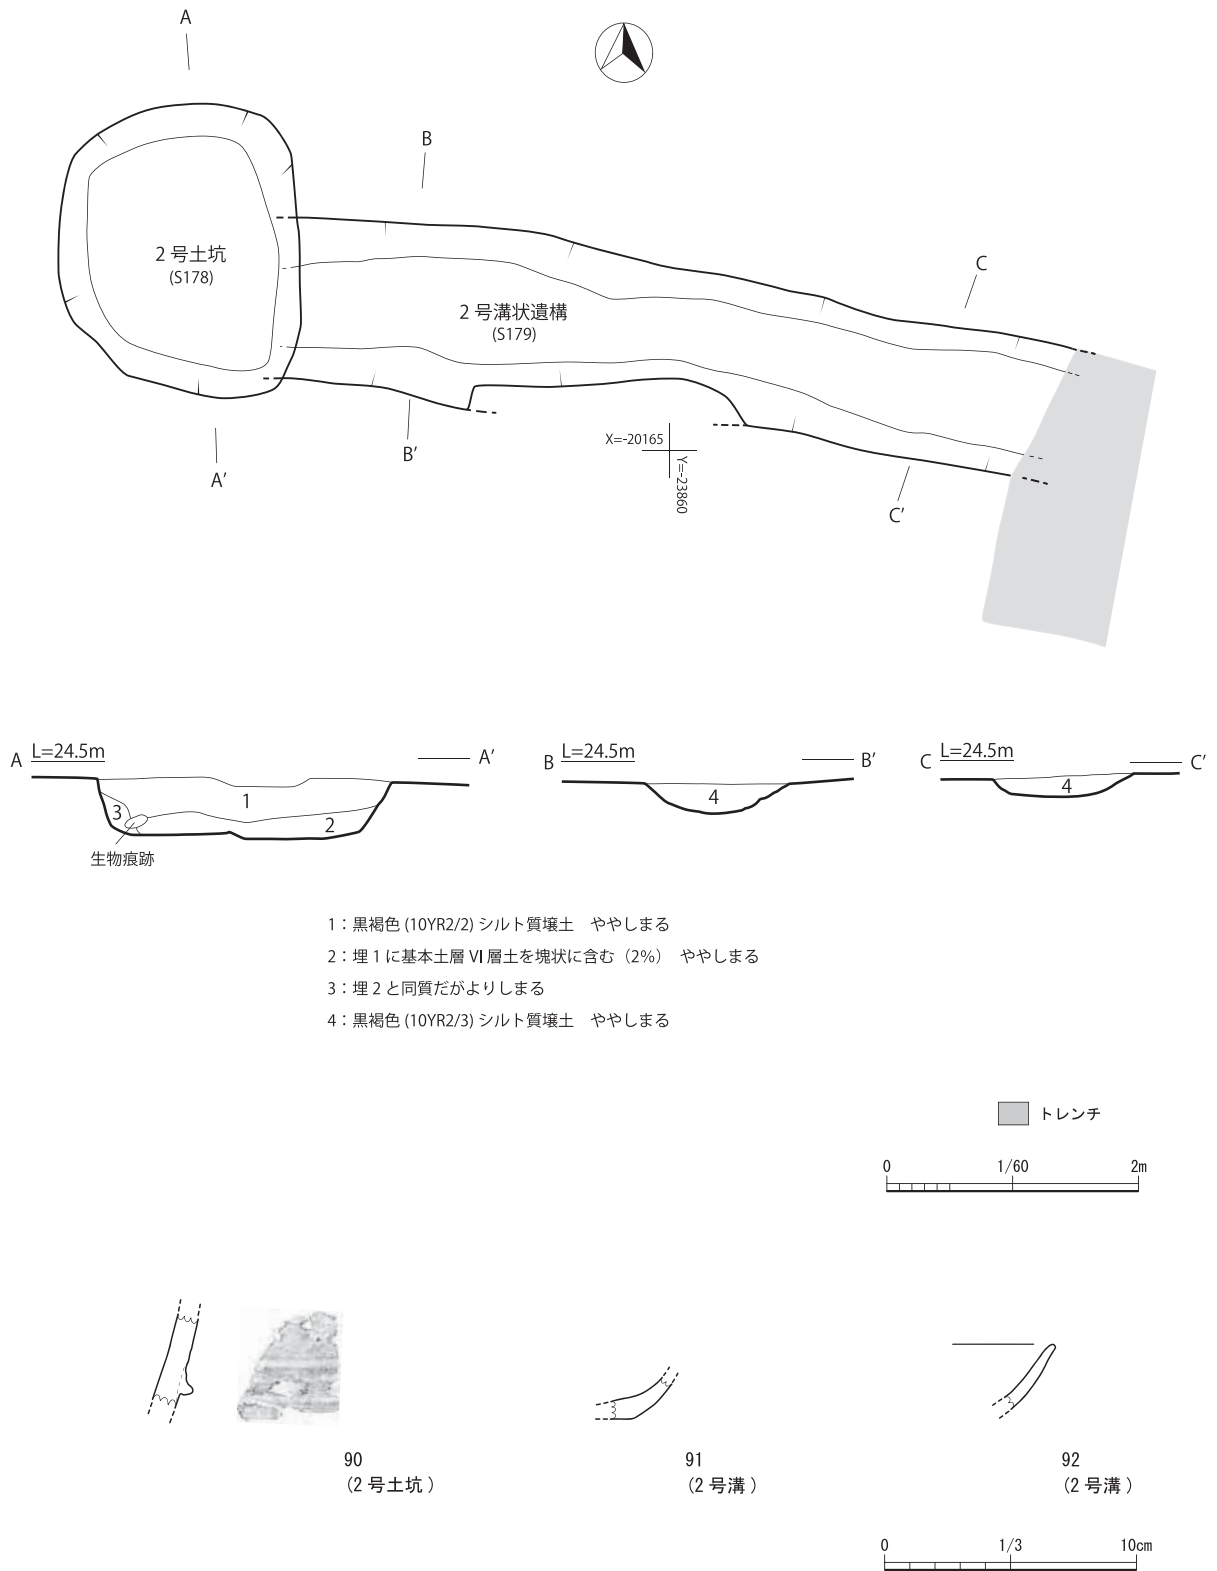 A
B
2 号土坑
(S178)
C
2 号溝状遺構
(S179)
X=-20165
Y=-23860
B′
A′
C′
A L=24.5m A′
B L=24.5m B′
C L=24.5m C′
1
3
2
4
4
生物痕跡
1：黒褐色 (10YR2/2) シルト質壌土　ややしまる
2：埋 1 に基本土層 VI 層土を塊状に含む（2%）　ややしまる
3：埋 2 と同質だがよりしまる
4：黒褐色 (10YR2/3) シルト質壌土　ややしまる
トレンチ
0 1/60 2m
90
（2 号土坑 ）
91
（2 号溝 ）
92
（2 号溝 ）
0 1/3 10cm